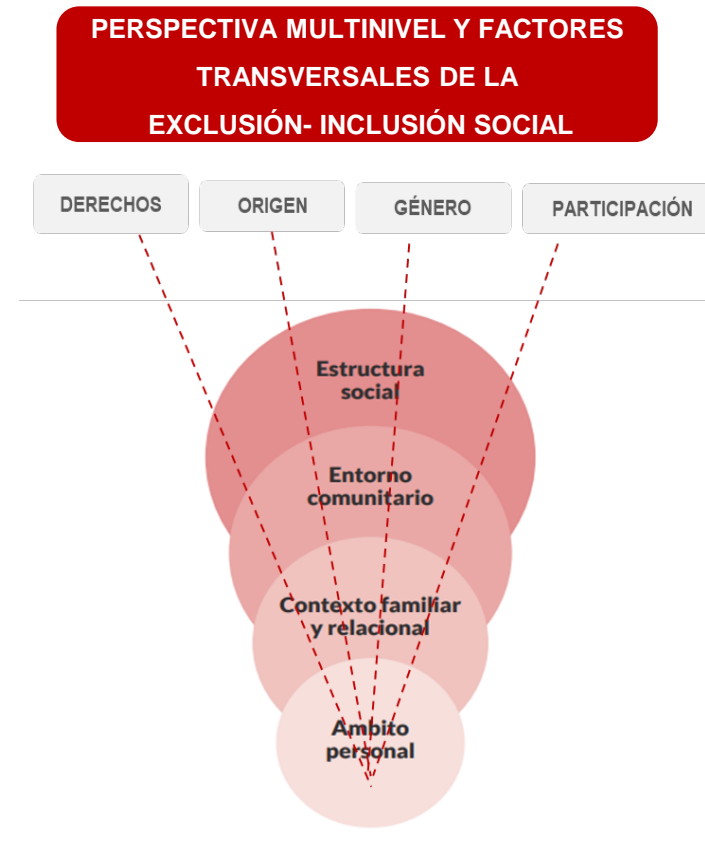 PERSPECTIVA MULTINIVEL Y FACTORES
TRANSVERSALES DE LA
EXCLUSIÓN- INCLUSIÓN SOCIAL
DERECHOS
ORIGEN
GÉNERO
PARTICIPACIÓN
Estructura
social
Entorno
comunitario
Contexto familiar
y relacional
Ámbito
personal